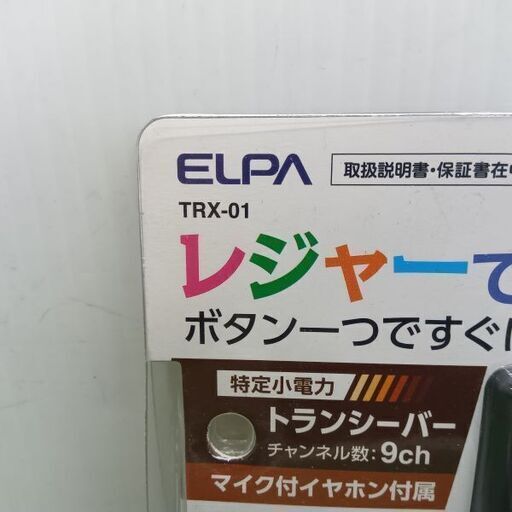 ELPA
取扱説明書・保証書在中
TRX-01
レジャーで
ボタン一つですぐに
特定小電力
トランシーバー
チャンネル数：9ch
マイク付イヤホン付属